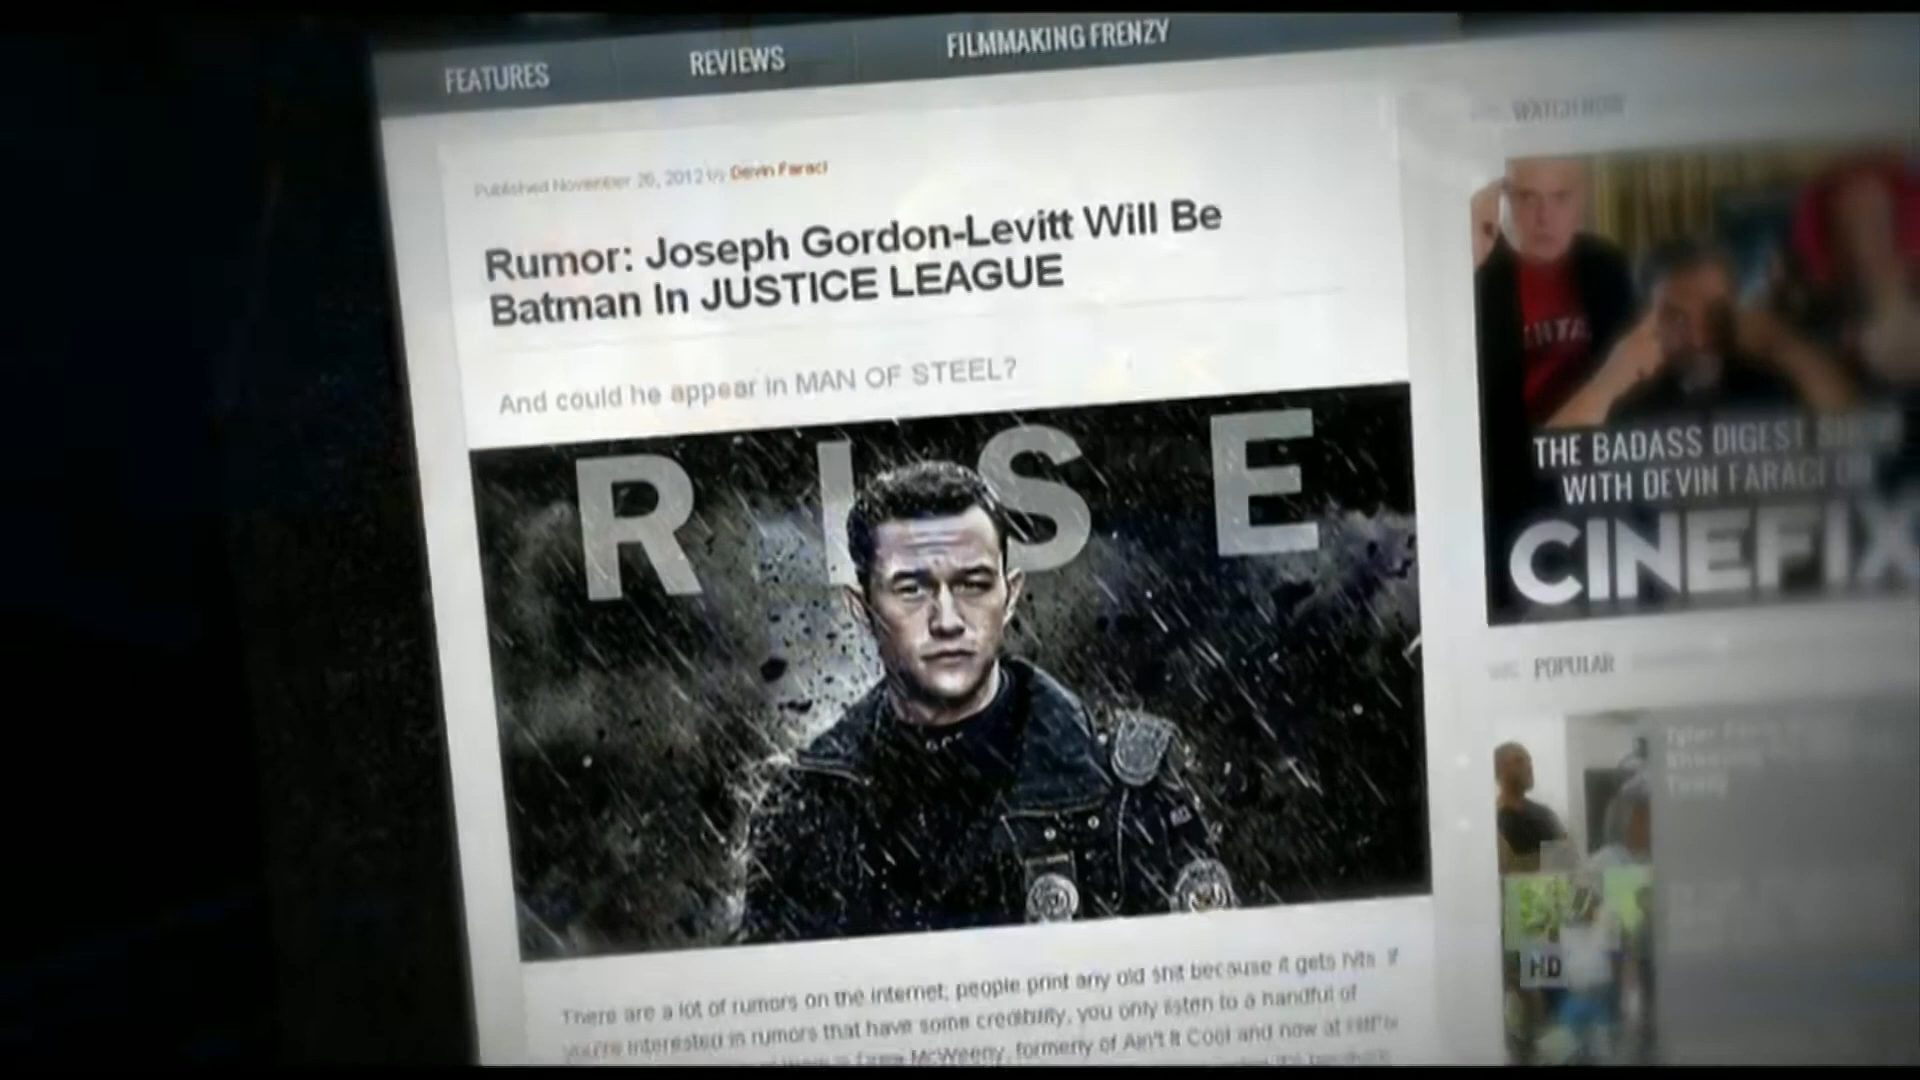 FEATURES
REVIEWS
FILMMAKING FRENZY
Published November 26, 2012 by Devin Faraci
Rumor: Joseph Gordon-Levitt Will Be
Batman In JUSTICE LEAGUE
And could he appear in MAN OF STEEL?
RISE
There are a lot of rumors on the internet; people print any old shit because it gets hits. If
you're interested in rumors that have some credibility, you only listen to a handful of
McWeeny, formerly of Ain't It Cool and now at
WATCH NOW
THE BADASS DIGEST
WITH DEVIN FARACI ON
CINEFIX
POPULAR
Today
HD